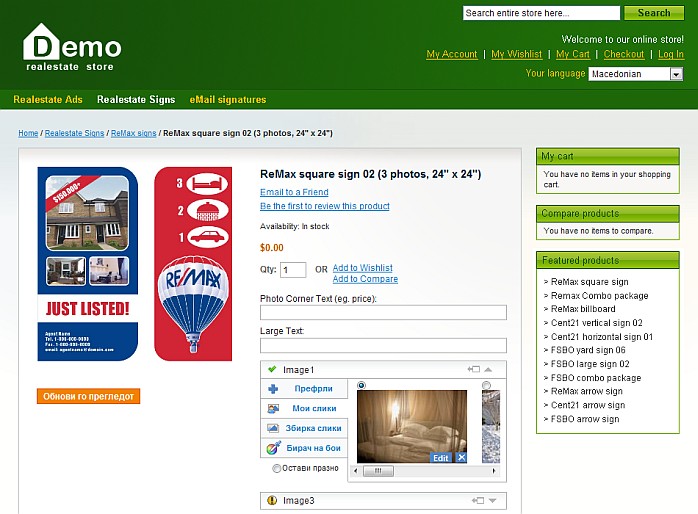 Search entire store here...
Search
Demo
realestate store
Welcome to our online store!
My Account | My Wishlist | My Cart | Checkout | Log In
Your language Macedonian
Realestate Ads Realestate Signs eMail signatures
Home / Realestate Signs / ReMax signs / ReMax square sign 02 (3 photos, 24" x 24")
$150.000+
JUST LISTED!
Agent Name
Tel. 1-800-000-0000
Fax. 1-800-000-0000
email: agentname@domain.com
3
2
1
RE/MAX
Обнови го прегледот
ReMax square sign 02 (3 photos, 24" x 24")
Email to a Friend
Be the first to review this product
Availability: In stock
$0.00
Qty: 1 OR Add to Wishlist
Add to Compare
Photo Corner Text (eg. price):
Large Text:
Image1
Префрли
Мои слики
Збирка слики
Бирач на бои
Остави празно
Edit
Image3
My cart
You have no items in your shopping
cart.
Compare products
You have no items to compare.
Featured products
> ReMax square sign
> Remax Combo package
> ReMax billboard
> Cent21 vertical sign 02
> Cent21 horizontal sign 01
> FSBO yard sign 06
> FSBO large sign 02
> FSBO combo package
> ReMax arrow sign
> Cent21 arrow sign
> FSBO arrow sign